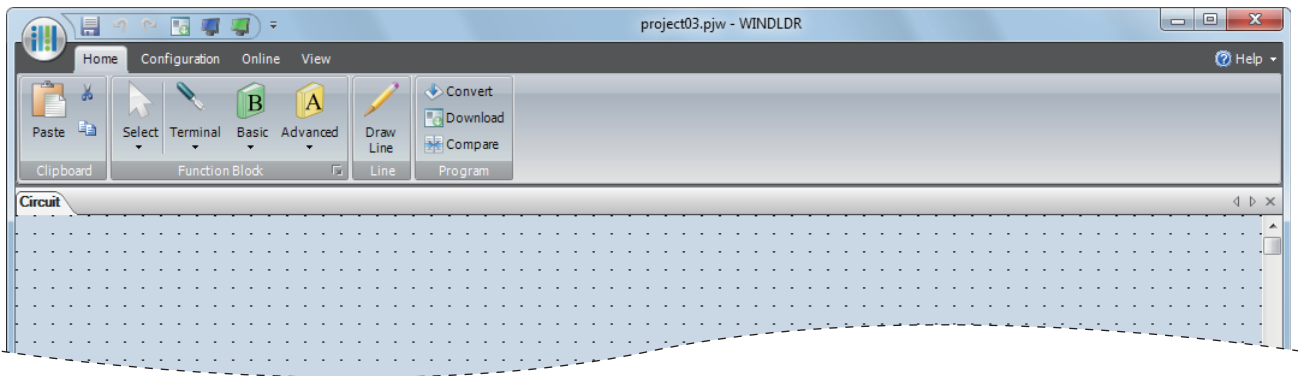 project03.pjw - WINDLDR
Home Configuration Online View Help
Paste Select Terminal Basic Advanced Draw Line Convert
B A
Download
Compare
Clipboard Function Block Line Program
Circuit